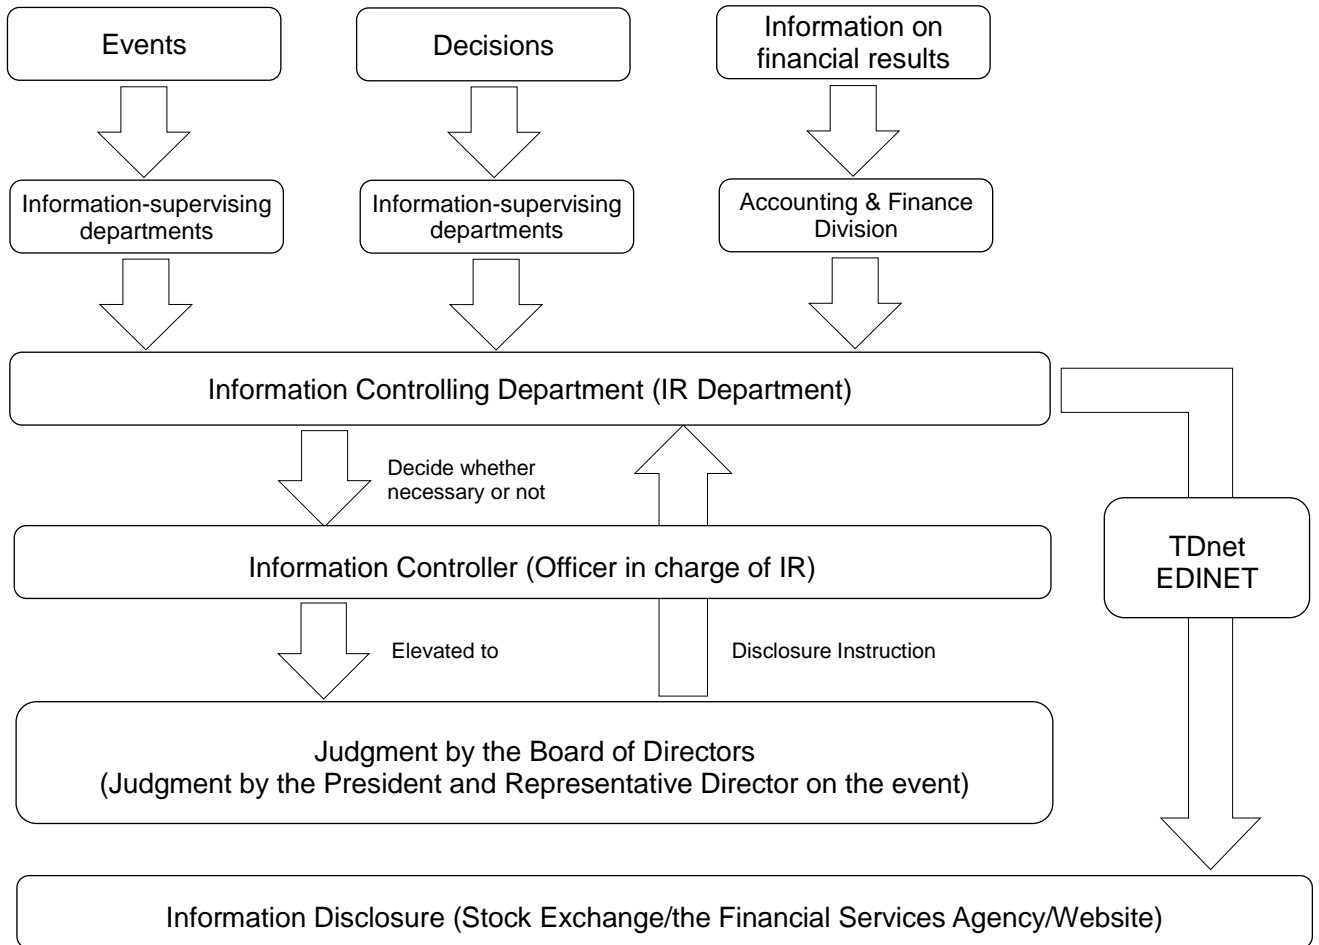 Events
Decisions
Information on
financial results
Information-supervising
departments
Information-supervising
departments
Accounting & Finance
Division
Information Controlling Department (IR Department)
Decide whether
necessary or not
TDnet
EDINET
Information Controller (Officer in charge of IR)
Elevated to
Disclosure Instruction
Judgment by the Board of Directors
(Judgment by the President and Representative Director on the event)
Information Disclosure (Stock Exchange/the Financial Services Agency/Website)